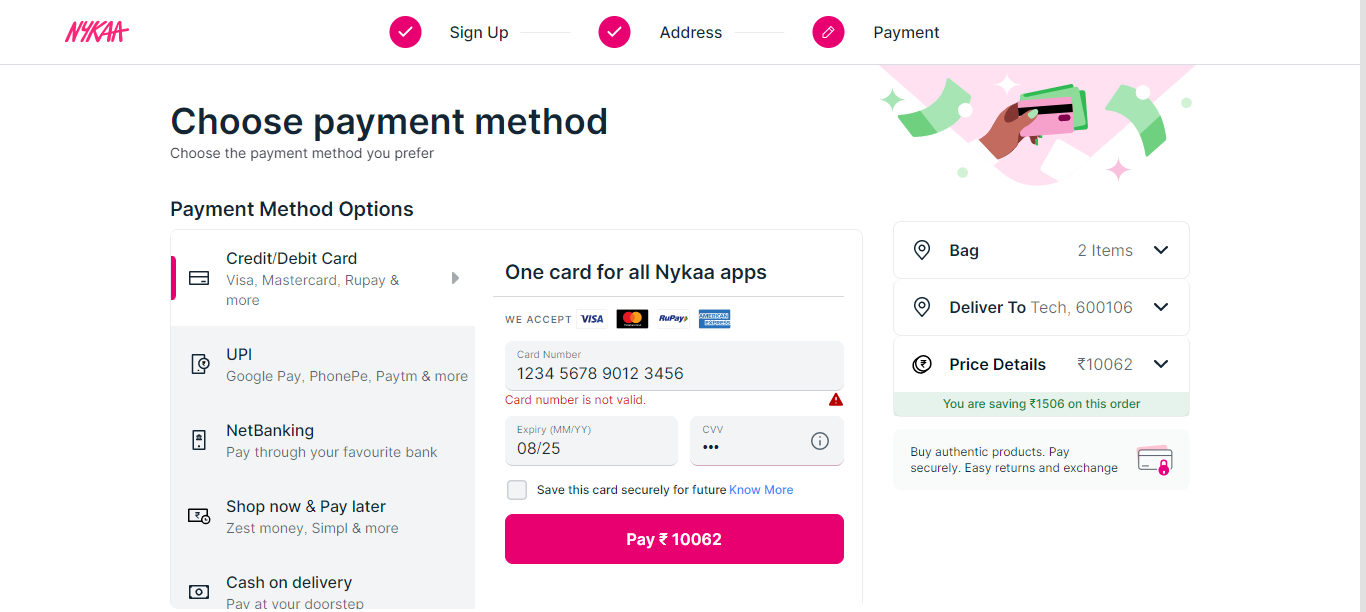 NYKAA
Sign Up
Address
Payment
Choose payment method
Choose the payment method you prefer
Payment Method Options
Credit/Debit Card
Visa, Mastercard, Rupay &
more
UPI
Google Pay, PhonePe, Paytm & more
NetBanking
Pay through your favourite bank
Shop now & Pay later
Zest money, Simpl & more
Cash on delivery
Pay at your doorstep
One card for all Nykaa apps
WE ACCEPT VISA RuPay AMERICAN EXPRESS
Card Number
1234 5678 9012 3456
Card number is not valid.
Expiry (MM/YY)
08/25
CVV
•••
Save this card securely for future Know More
Pay ₹ 10062
Bag 2 Items
Deliver To Tech, 600106
Price Details ₹10062
You are saving ₹1506 on this order
Buy authentic products. Pay
securely. Easy returns and exchange